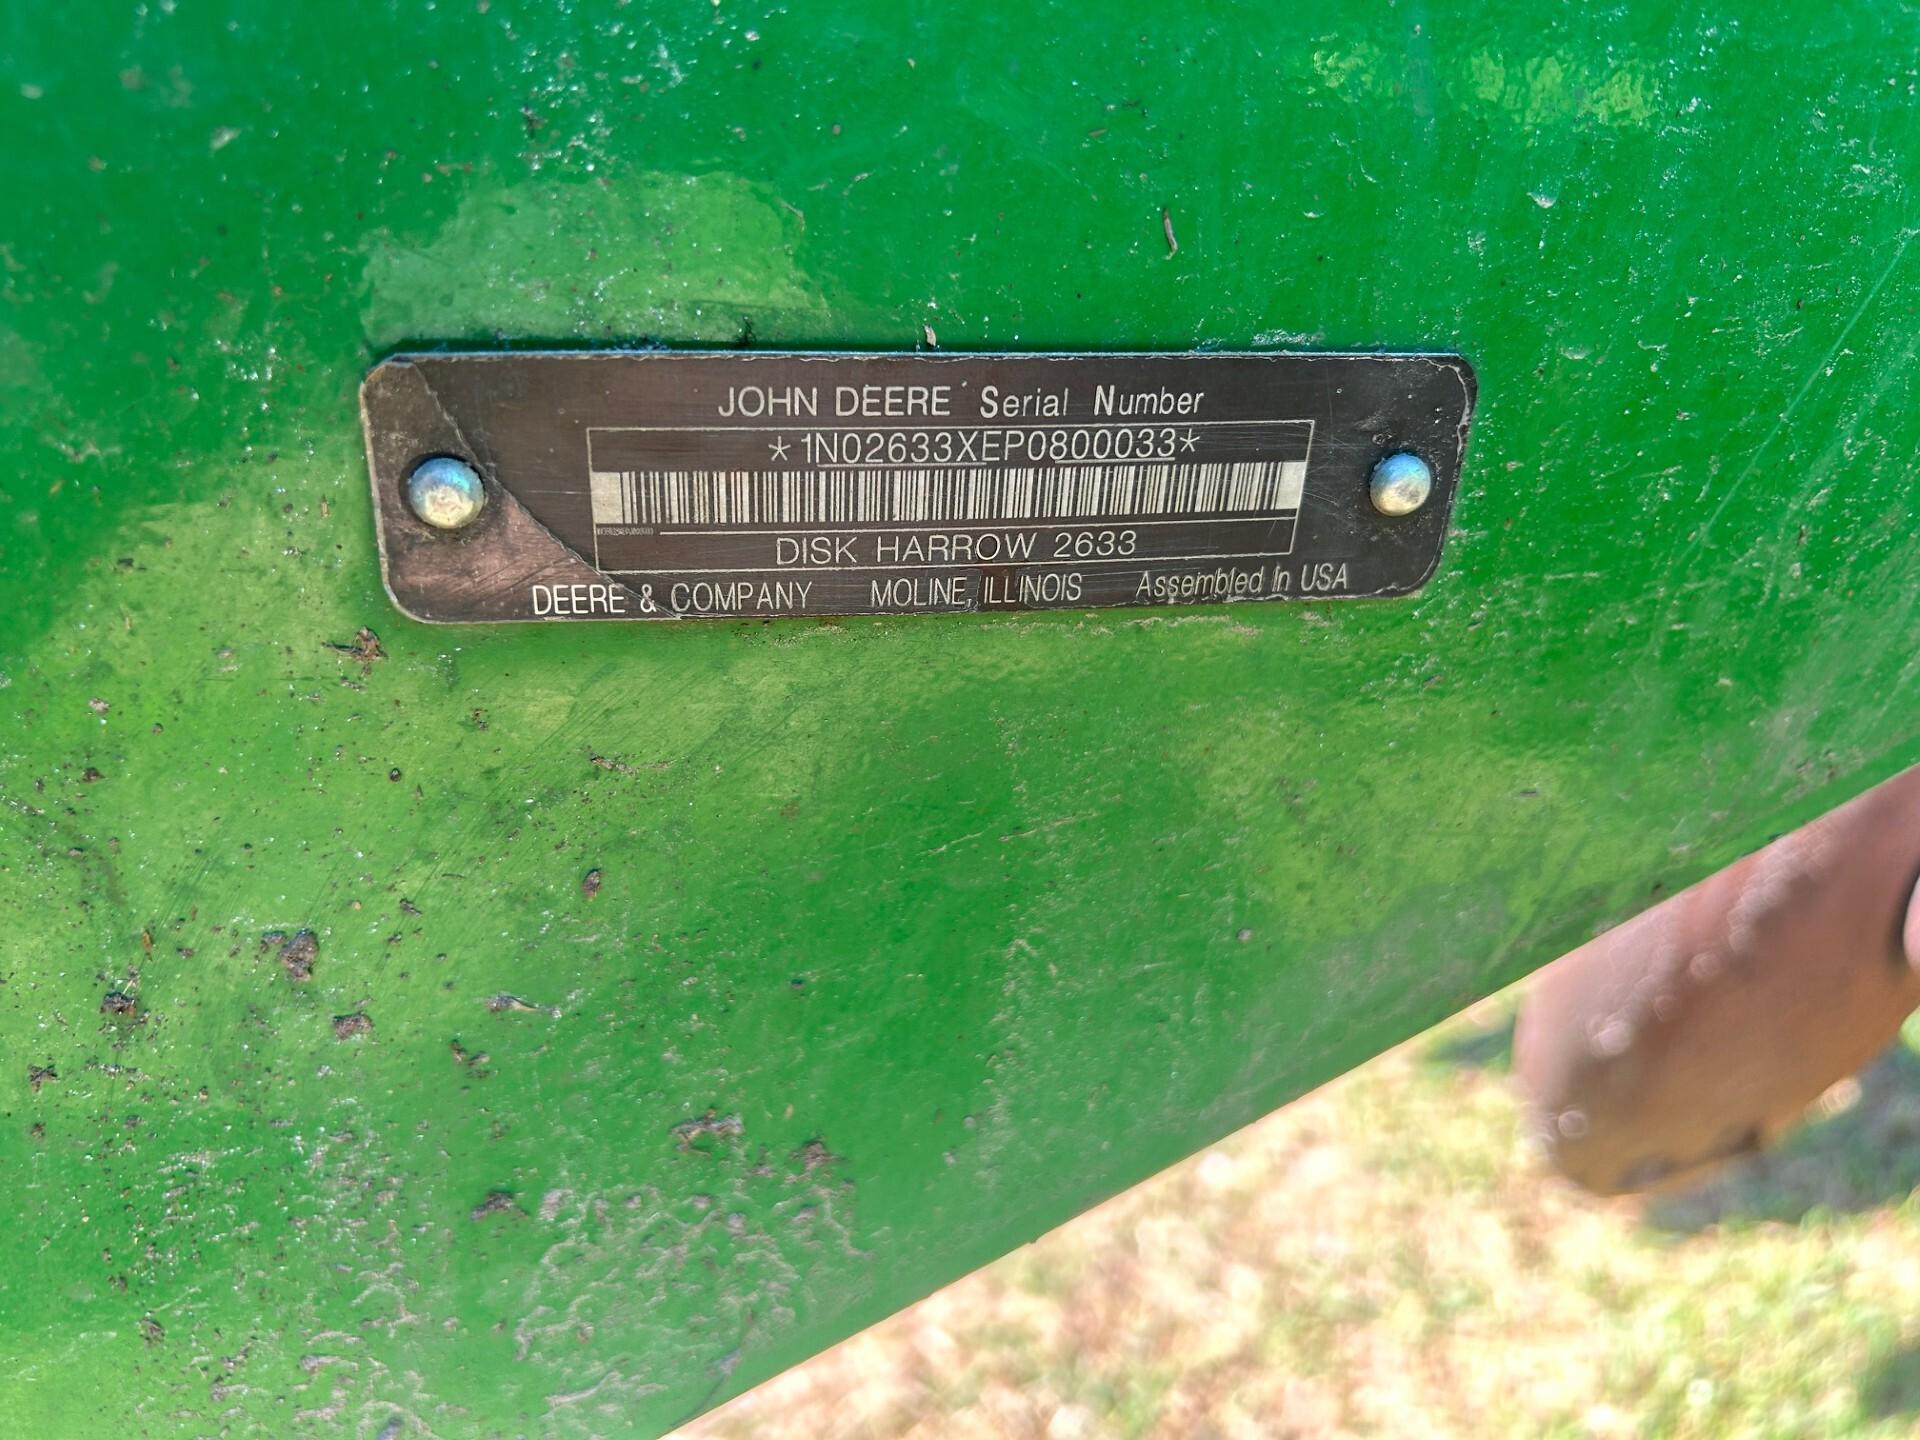 JOHN DEERE Serial Number
*1N02633XEP0800033*
DISK HARROW 2633
DEERE & COMPANY MOLINE, ILLINOIS Assembled In USA